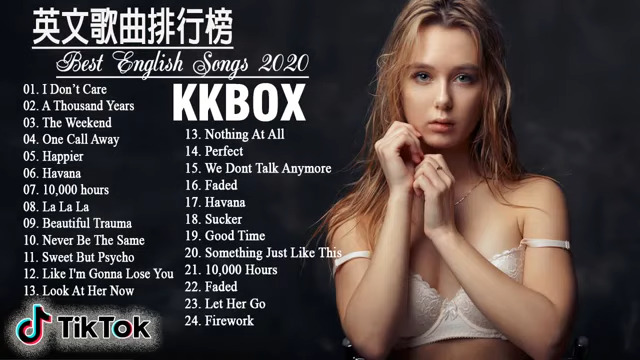 英文歌曲排行榜
Best English Songs 2020
KKBOX
01. I Don't Care
02. A Thousand Years
03. The Weekend
04. One Call Away
05. Happier
06. Havana
07. 10,000 hours
08. La La La
09. Beautiful Trauma
10. Never Be The Same
11. Sweet But Psycho
12. Like I'm Gonna Lose You
13. Look At Her Now
13. Nothing At All
14. Perfect
15. We Dont Talk Anymore
16. Faded
17. Havana
18. Sucker
19. Good Time
20. Something Just Like This
21. 10,000 Hours
22. Faded
23. Let Her Go
24. Firework
TikTok